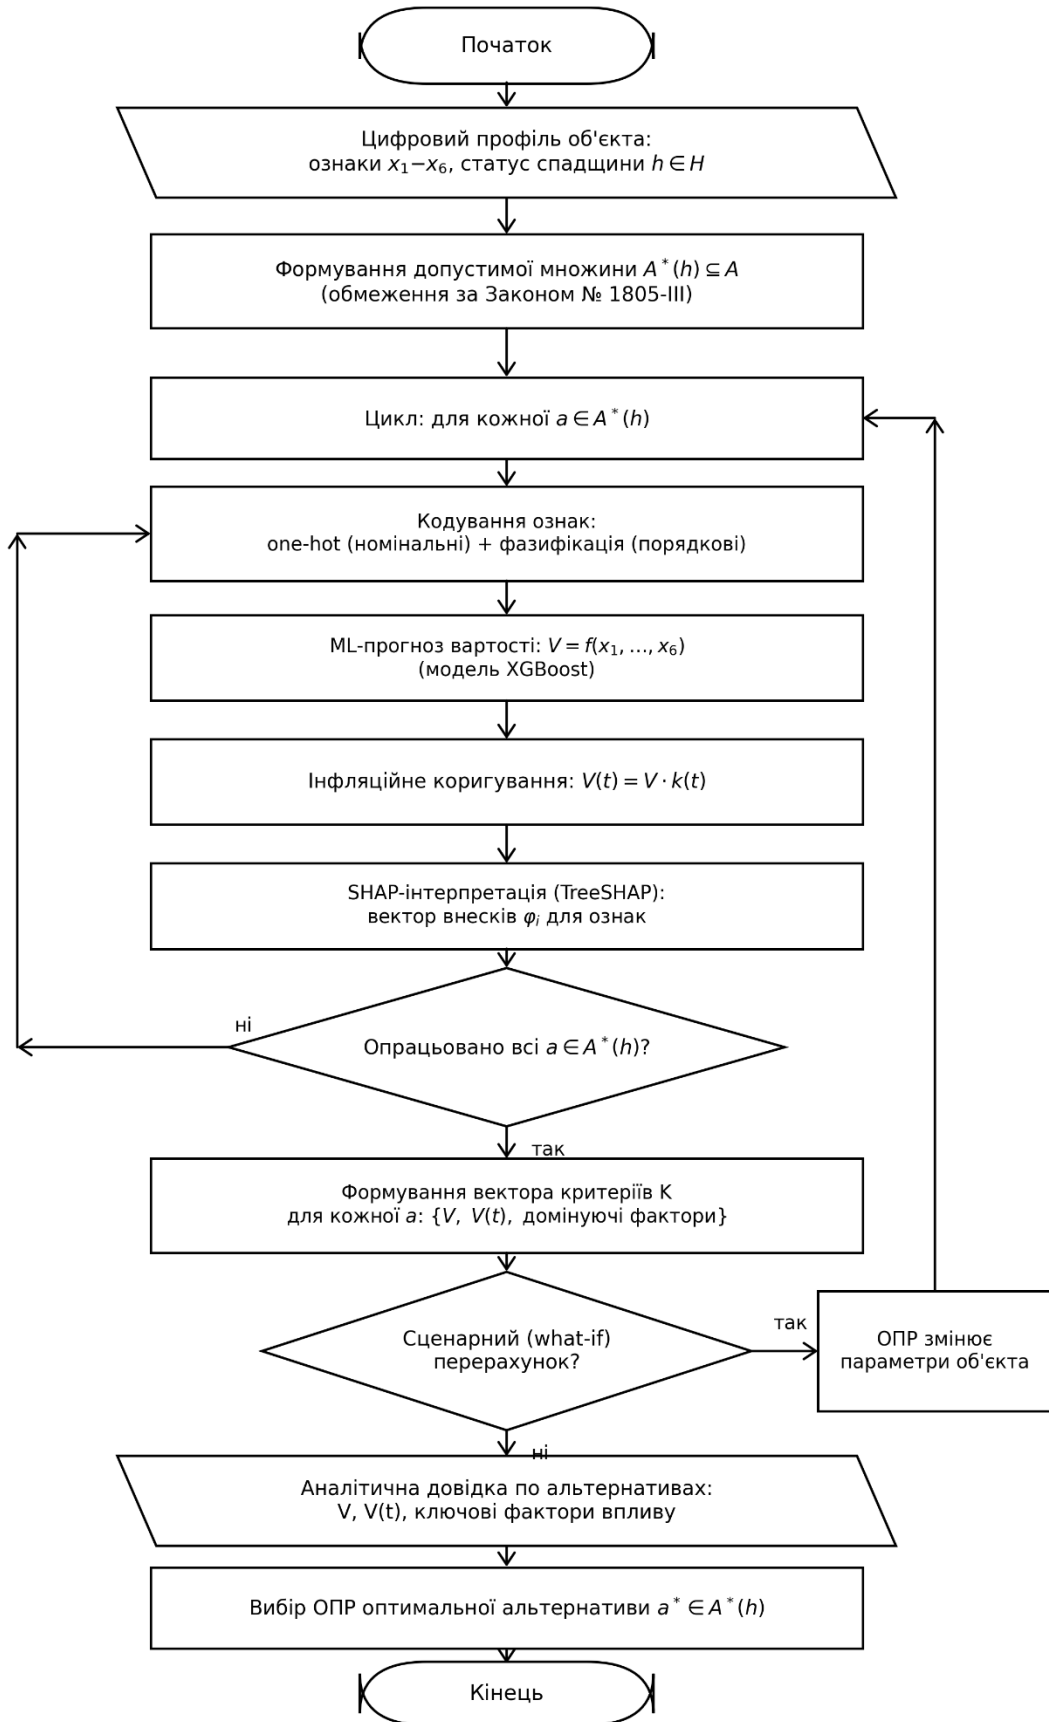 Початок
Цифровий профіль об'єкта:
ознаки x₁−x₆, статус спадщини h ∈ H
Формування допустимої множини A*(h) ⊆ A
(обмеження за Законом № 1805-III)
Цикл: для кожної a ∈ A*(h)
Кодування ознак:
one-hot (номінальні) + фазифікація (порядкові)
ML-прогноз вартості: V = f(x₁, …, x₆)
(модель XGBoost)
Інфляційне коригування: V(t) = V · k(t)
SHAP-інтерпретація (TreeSHAP):
вектор внесків φᵢ для ознак
ні
Опрацьовано всі a ∈ A*(h)?
так
Формування вектора критеріїв K
для кожної a: {V, V(t), домінуючі фактори}
Сценарний (what-if)
перерахунок?
так
ОПР змінює
параметри об'єкта
ні
Аналітична довідка по альтернативах:
V, V(t), ключові фактори впливу
Вибір ОПР оптимальної альтернативи a* ∈ A*(h)
Кінець